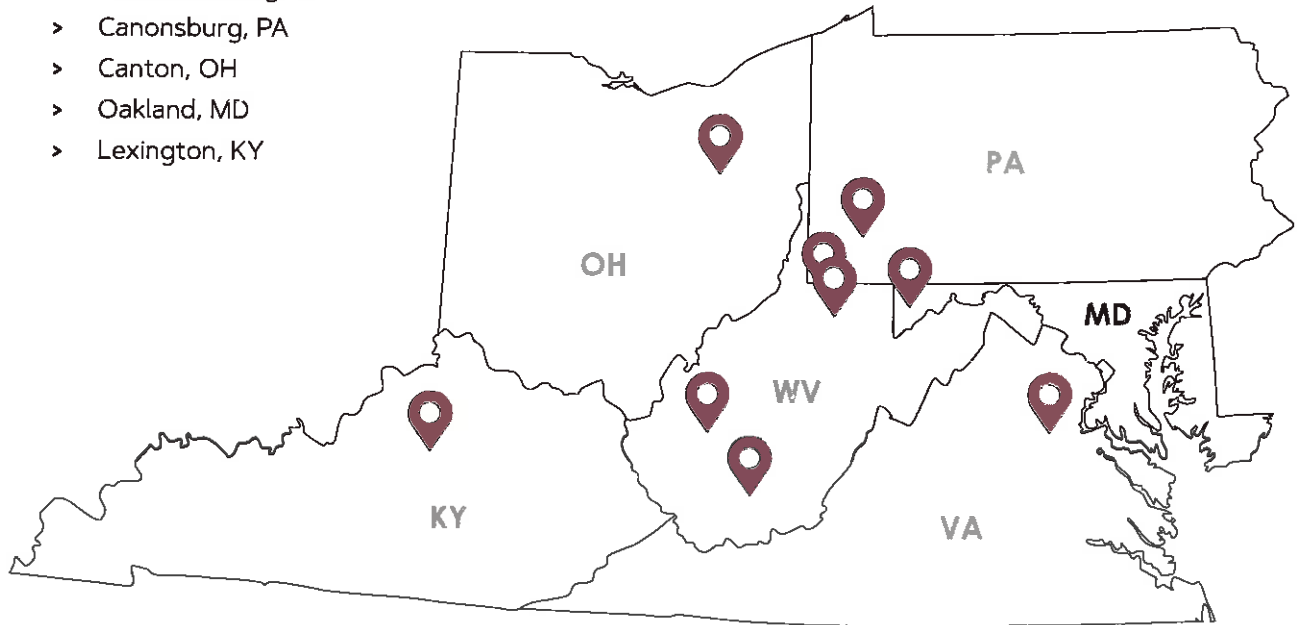 > Canonsburg, PA
> Canton, OH
> Oakland, MD
> Lexington, KY
PA
OH
MD
WV
KY
VA